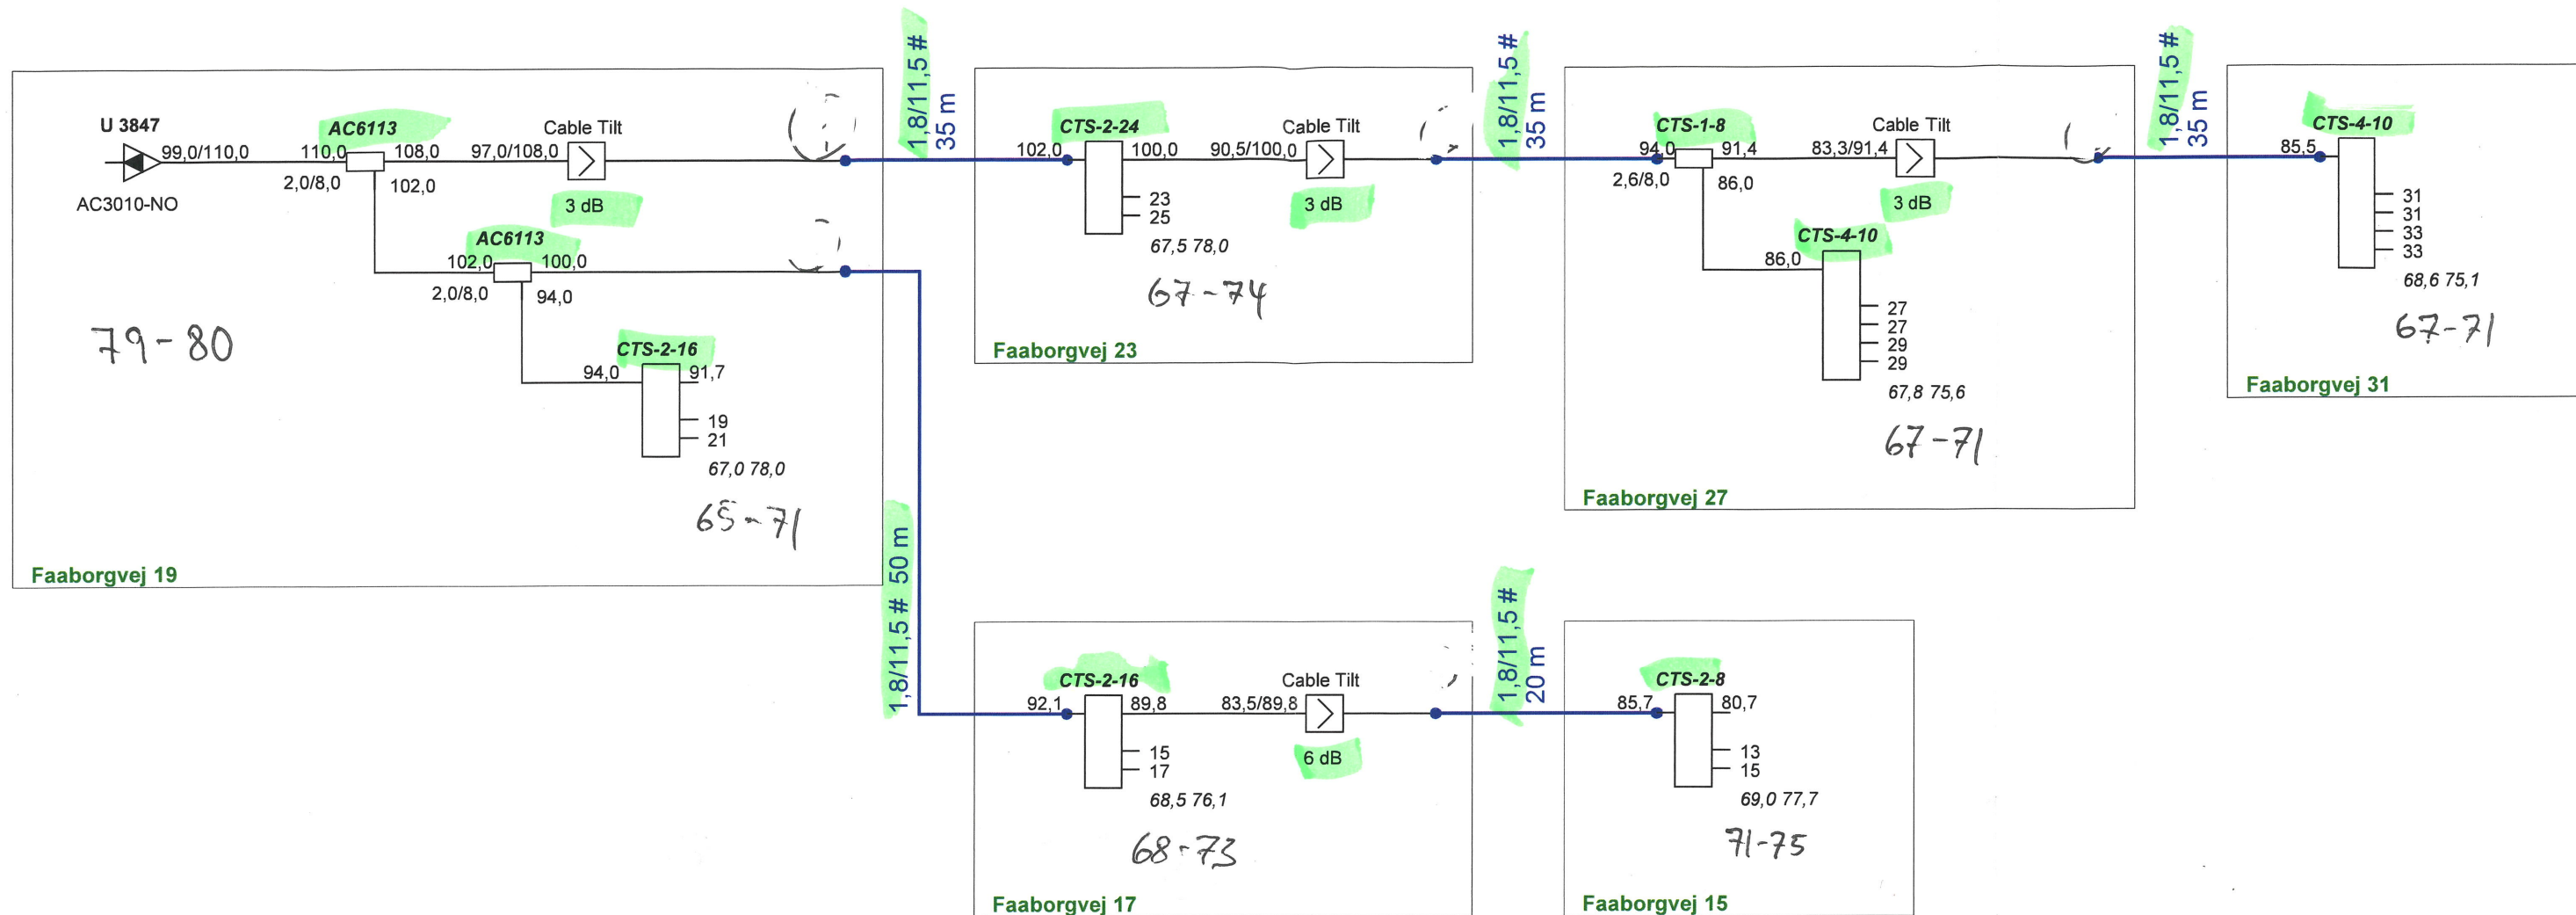 U 3847
99,0/110,0
AC3010-NO
AC6113
110,0
108,0
2,0/8,0
102,0
97,0/108,0
Cable Tilt
3 dB
AC6113
102,0
100,0
2,0/8,0
94,0
CTS-2-16
94,0
91,7
19
21
67,0 78,0
65-71
79-80
Faaborgvej 19
1,8/11,5 #
35 m
CTS-2-24
102,0
100,0
23
25
67,5 78,0
67-74
90,5/100,0
Cable Tilt
3 dB
Faaborgvej 23
1,8/11,5 #
35 m
CTS-1-8
94,0
91,4
2,6/8,0
86,0
83,3/91,4
Cable Tilt
3 dB
CTS-4-10
86,0
27
27
29
29
67,8 75,6
67-71
Faaborgvej 27
1,8/11,5 #
35 m
CTS-4-10
85,5
31
31
33
33
68,6 75,1
67-71
Faaborgvej 31
1,8/11,5 # 50 m
CTS-2-16
92,1
89,8
15
17
68,5 76,1
68-73
83,5/89,8
Cable Tilt
6 dB
Faaborgvej 17
1,8/11,5 #
20 m
CTS-2-8
85,7
80,7
13
15
69,0 77,7
71-75
Faaborgvej 15